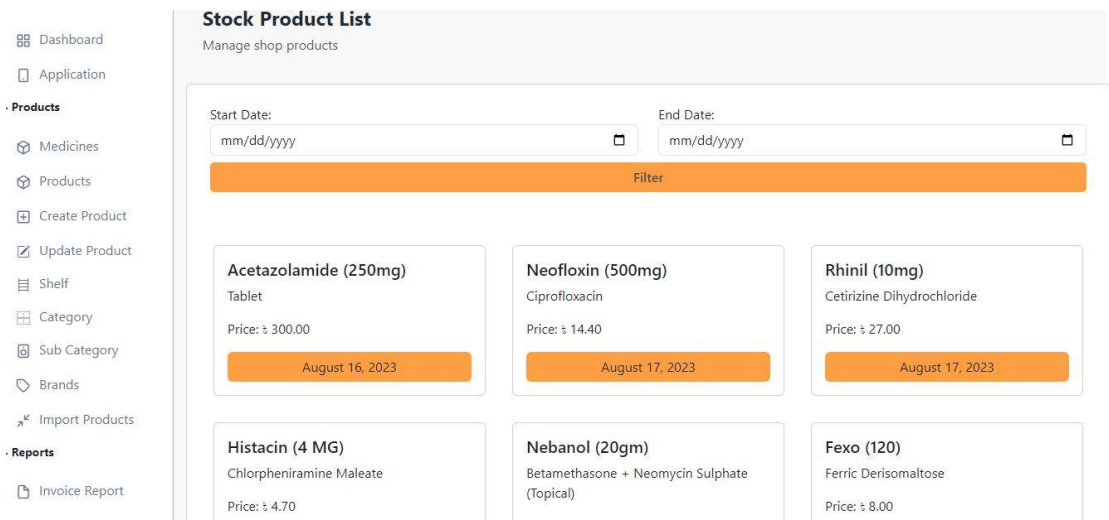 Dashboard
Application
· Products
Medicines
Products
Create Product
Update Product
Shelf
Category
Sub Category
Brands
Import Products
· Reports
Invoice Report
Stock Product List
Manage shop products
Start Date:
mm/dd/yyyy
End Date:
mm/dd/yyyy
Filter
Acetazolamide (250mg)
Tablet
Price: ৳ 300.00
August 16, 2023
Neofloxin (500mg)
Ciprofloxacin
Price: ৳ 14.40
August 17, 2023
Rhinil (10mg)
Cetirizine Dihydrochloride
Price: ৳ 27.00
August 17, 2023
Histacin (4 MG)
Chlorpheniramine Maleate
Price: ৳ 4.70
Nebanol (20gm)
Betamethasone + Neomycin Sulphate
(Topical)
Fexo (120)
Ferric Derisomaltose
Price: ৳ 8.00